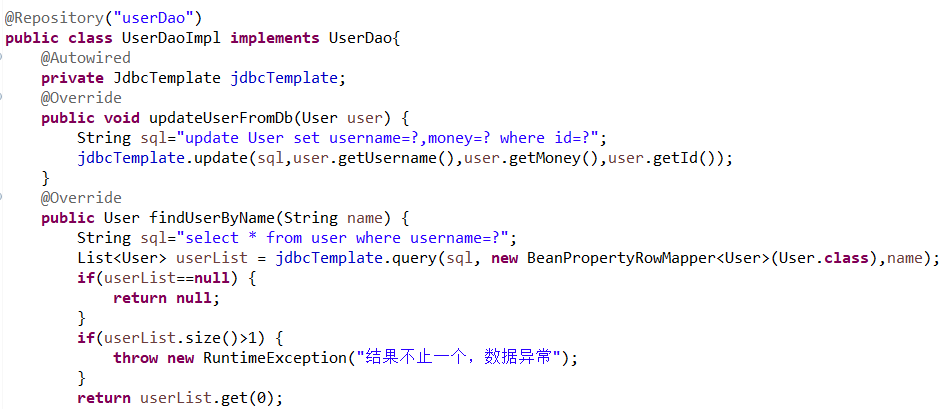 @Repository("userDao")
public class UserDaoImpl implements UserDao{
    @Autowired
    private JdbcTemplate jdbcTemplate;
    @Override
    public void updateUserFromDb(User user) {
        String sql="update User set username=?,money=? where id=?";
        jdbcTemplate.update(sql,user.getUsername(),user.getMoney(),user.getId());
    }
    @Override
    public User findUserByName(String name) {
        String sql="select * from user where username=?";
        List<User> userList = jdbcTemplate.query(sql, new BeanPropertyRowMapper<User>(User.class),name);
        if(userList==null) {
            return null;
        }
        if(userList.size()>1) {
            throw new RuntimeException("结果不止一个，数据异常");
        }
        return userList.get(0);